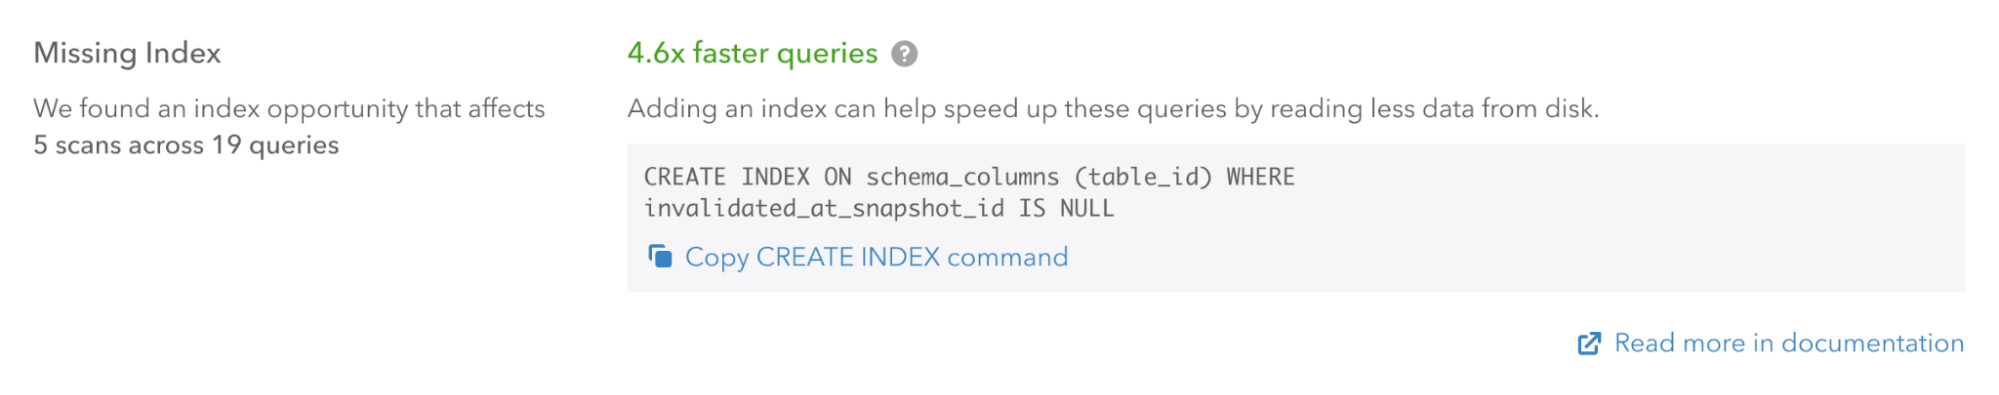 Missing Index
We found an index opportunity that affects
5 scans across 19 queries
4.6x faster queries ?
Adding an index can help speed up these queries by reading less data from disk.
CREATE INDEX ON schema_columns (table_id) WHERE
invalidated_at_snapshot_id IS NULL
Copy CREATE INDEX command
Read more in documentation